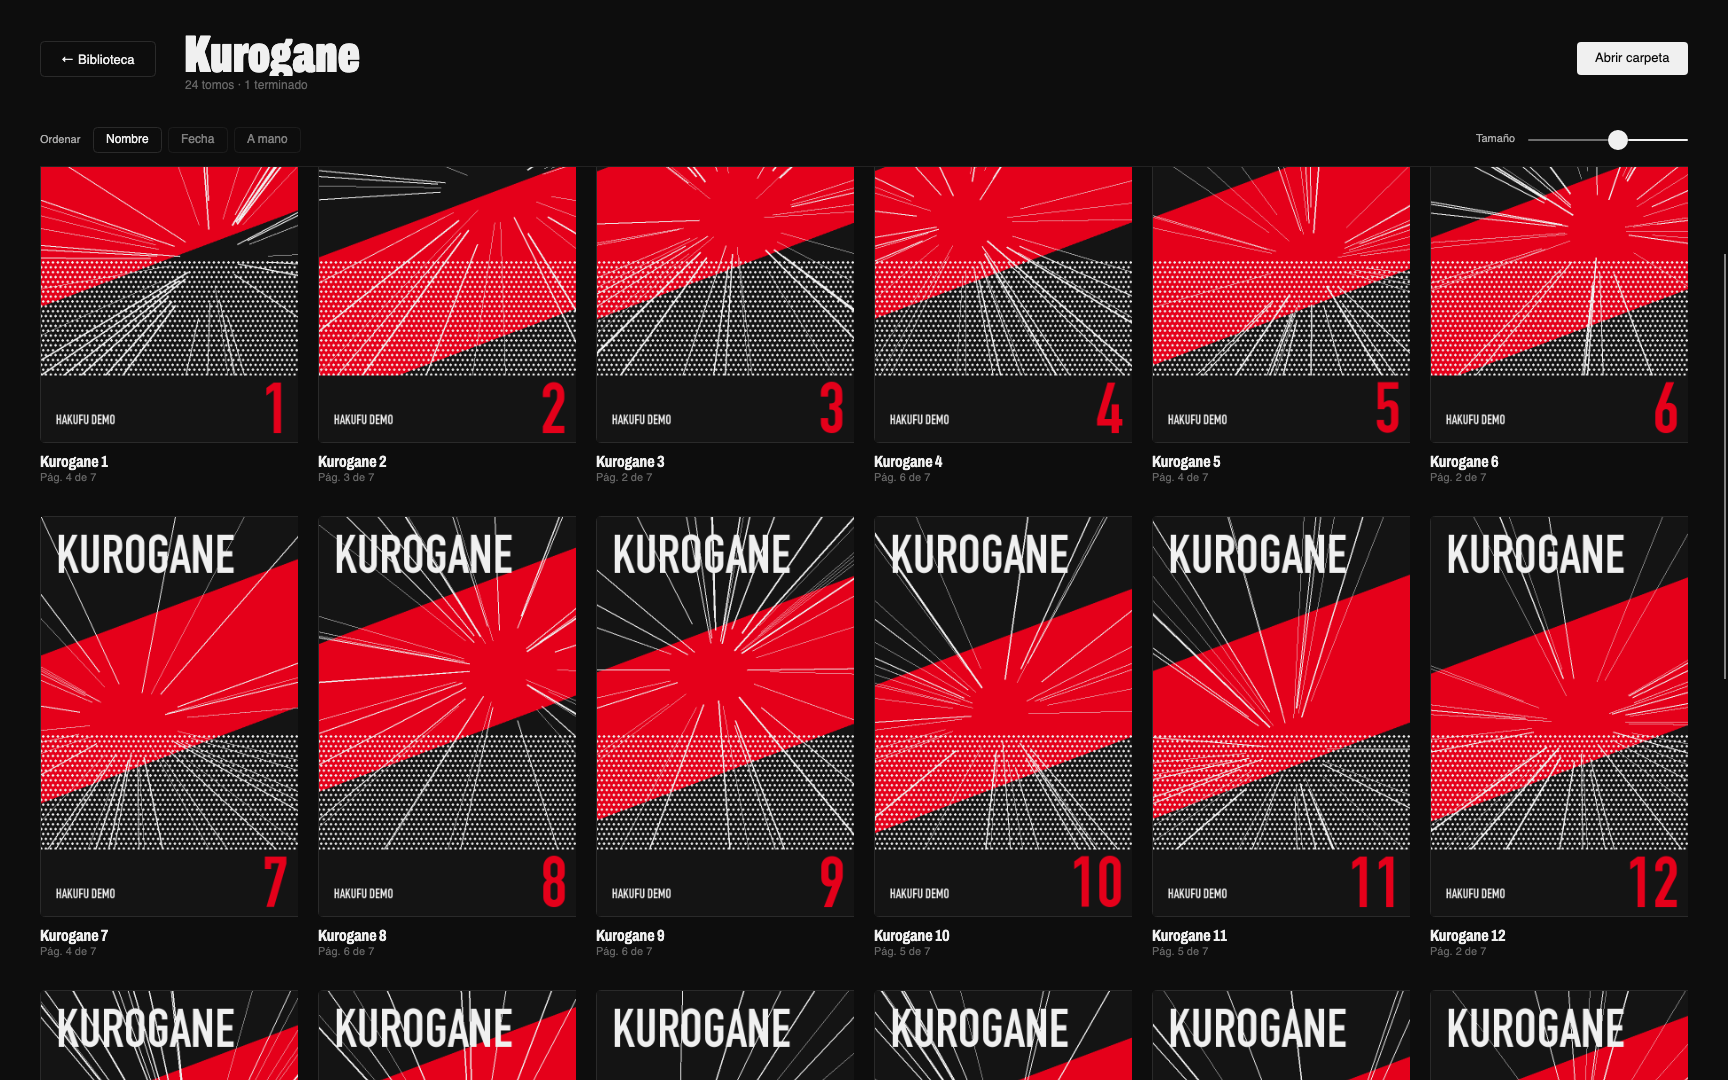 ← Biblioteca
Kurogane
24 tomos · 1 terminado
Abrir carpeta
Ordenar
Nombre
Fecha
A mano
Tamaño
HAKUFU DEMO
1
HAKUFU DEMO
2
HAKUFU DEMO
3
HAKUFU DEMO
4
HAKUFU DEMO
5
HAKUFU DEMO
6
Kurogane 1
Pág. 4 de 7
Kurogane 2
Pág. 3 de 7
Kurogane 3
Pág. 2 de 7
Kurogane 4
Pág. 6 de 7
Kurogane 5
Pág. 4 de 7
Kurogane 6
Pág. 2 de 7
KUROGANE
HAKUFU DEMO
7
KUROGANE
HAKUFU DEMO
8
KUROGANE
HAKUFU DEMO
9
KUROGANE
HAKUFU DEMO
10
KUROGANE
HAKUFU DEMO
11
KUROGANE
HAKUFU DEMO
12
Kurogane 7
Pág. 4 de 7
Kurogane 8
Pág. 6 de 7
Kurogane 9
Pág. 6 de 7
Kurogane 10
Pág. 5 de 7
Kurogane 11
Pág. 5 de 7
Kurogane 12
Pág. 2 de 7
KUROGANE
KUROGANE
KUROGANE
KUROGANE
KUROGANE
KUROGANE